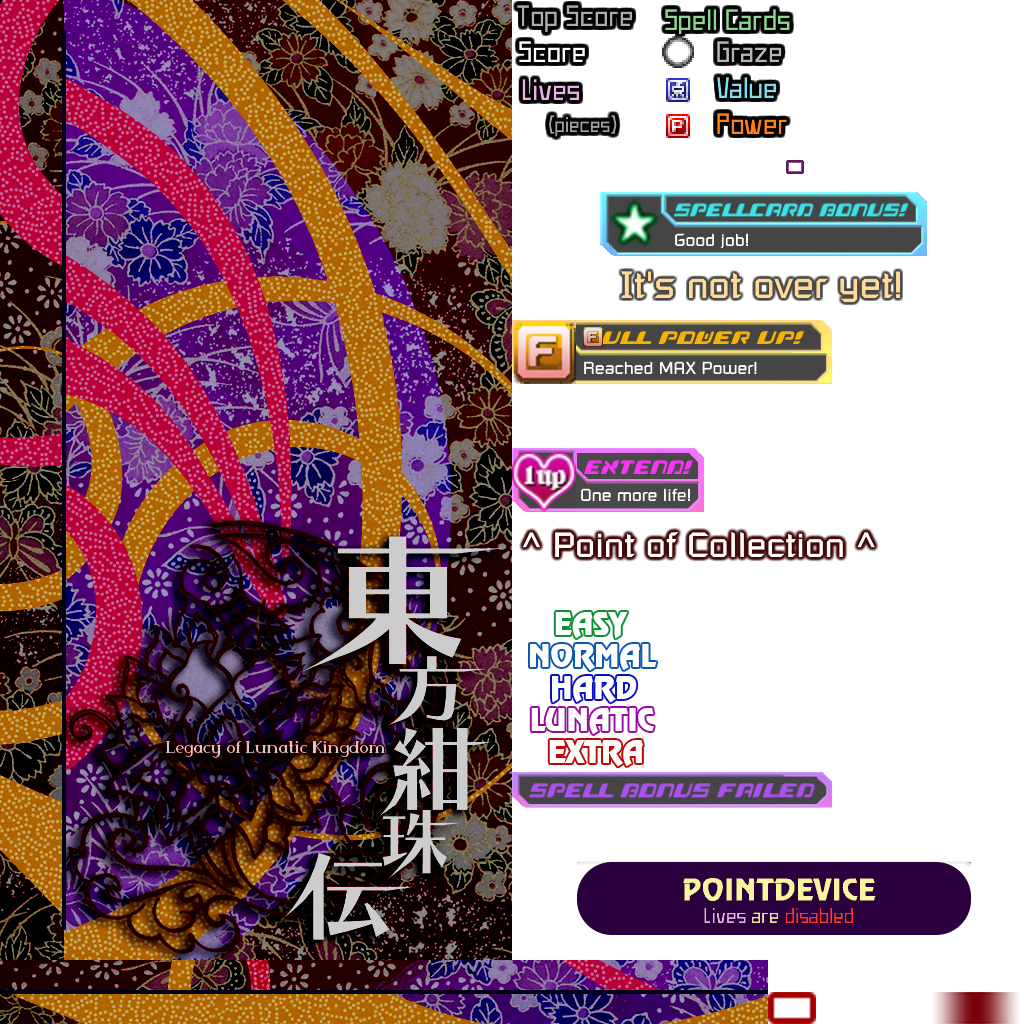 Top Score
Spell Cards
Score
Graze
Lives
Value
(pieces)
P
Power
SPELLCARD BONUS!
Good job!
It's not over yet!
F
FULL POWER UP!
Reached MAX Power!
1up
EXTEND!
One more life!
^ Point of Collection ^
EASY
NORMAL
HARD
LUNATIC
EXTRA
SPELL BONUS FAILED
POINTDEVICE
Lives are disabled
東方紺珠伝
Legacy of Lunatic Kingdom